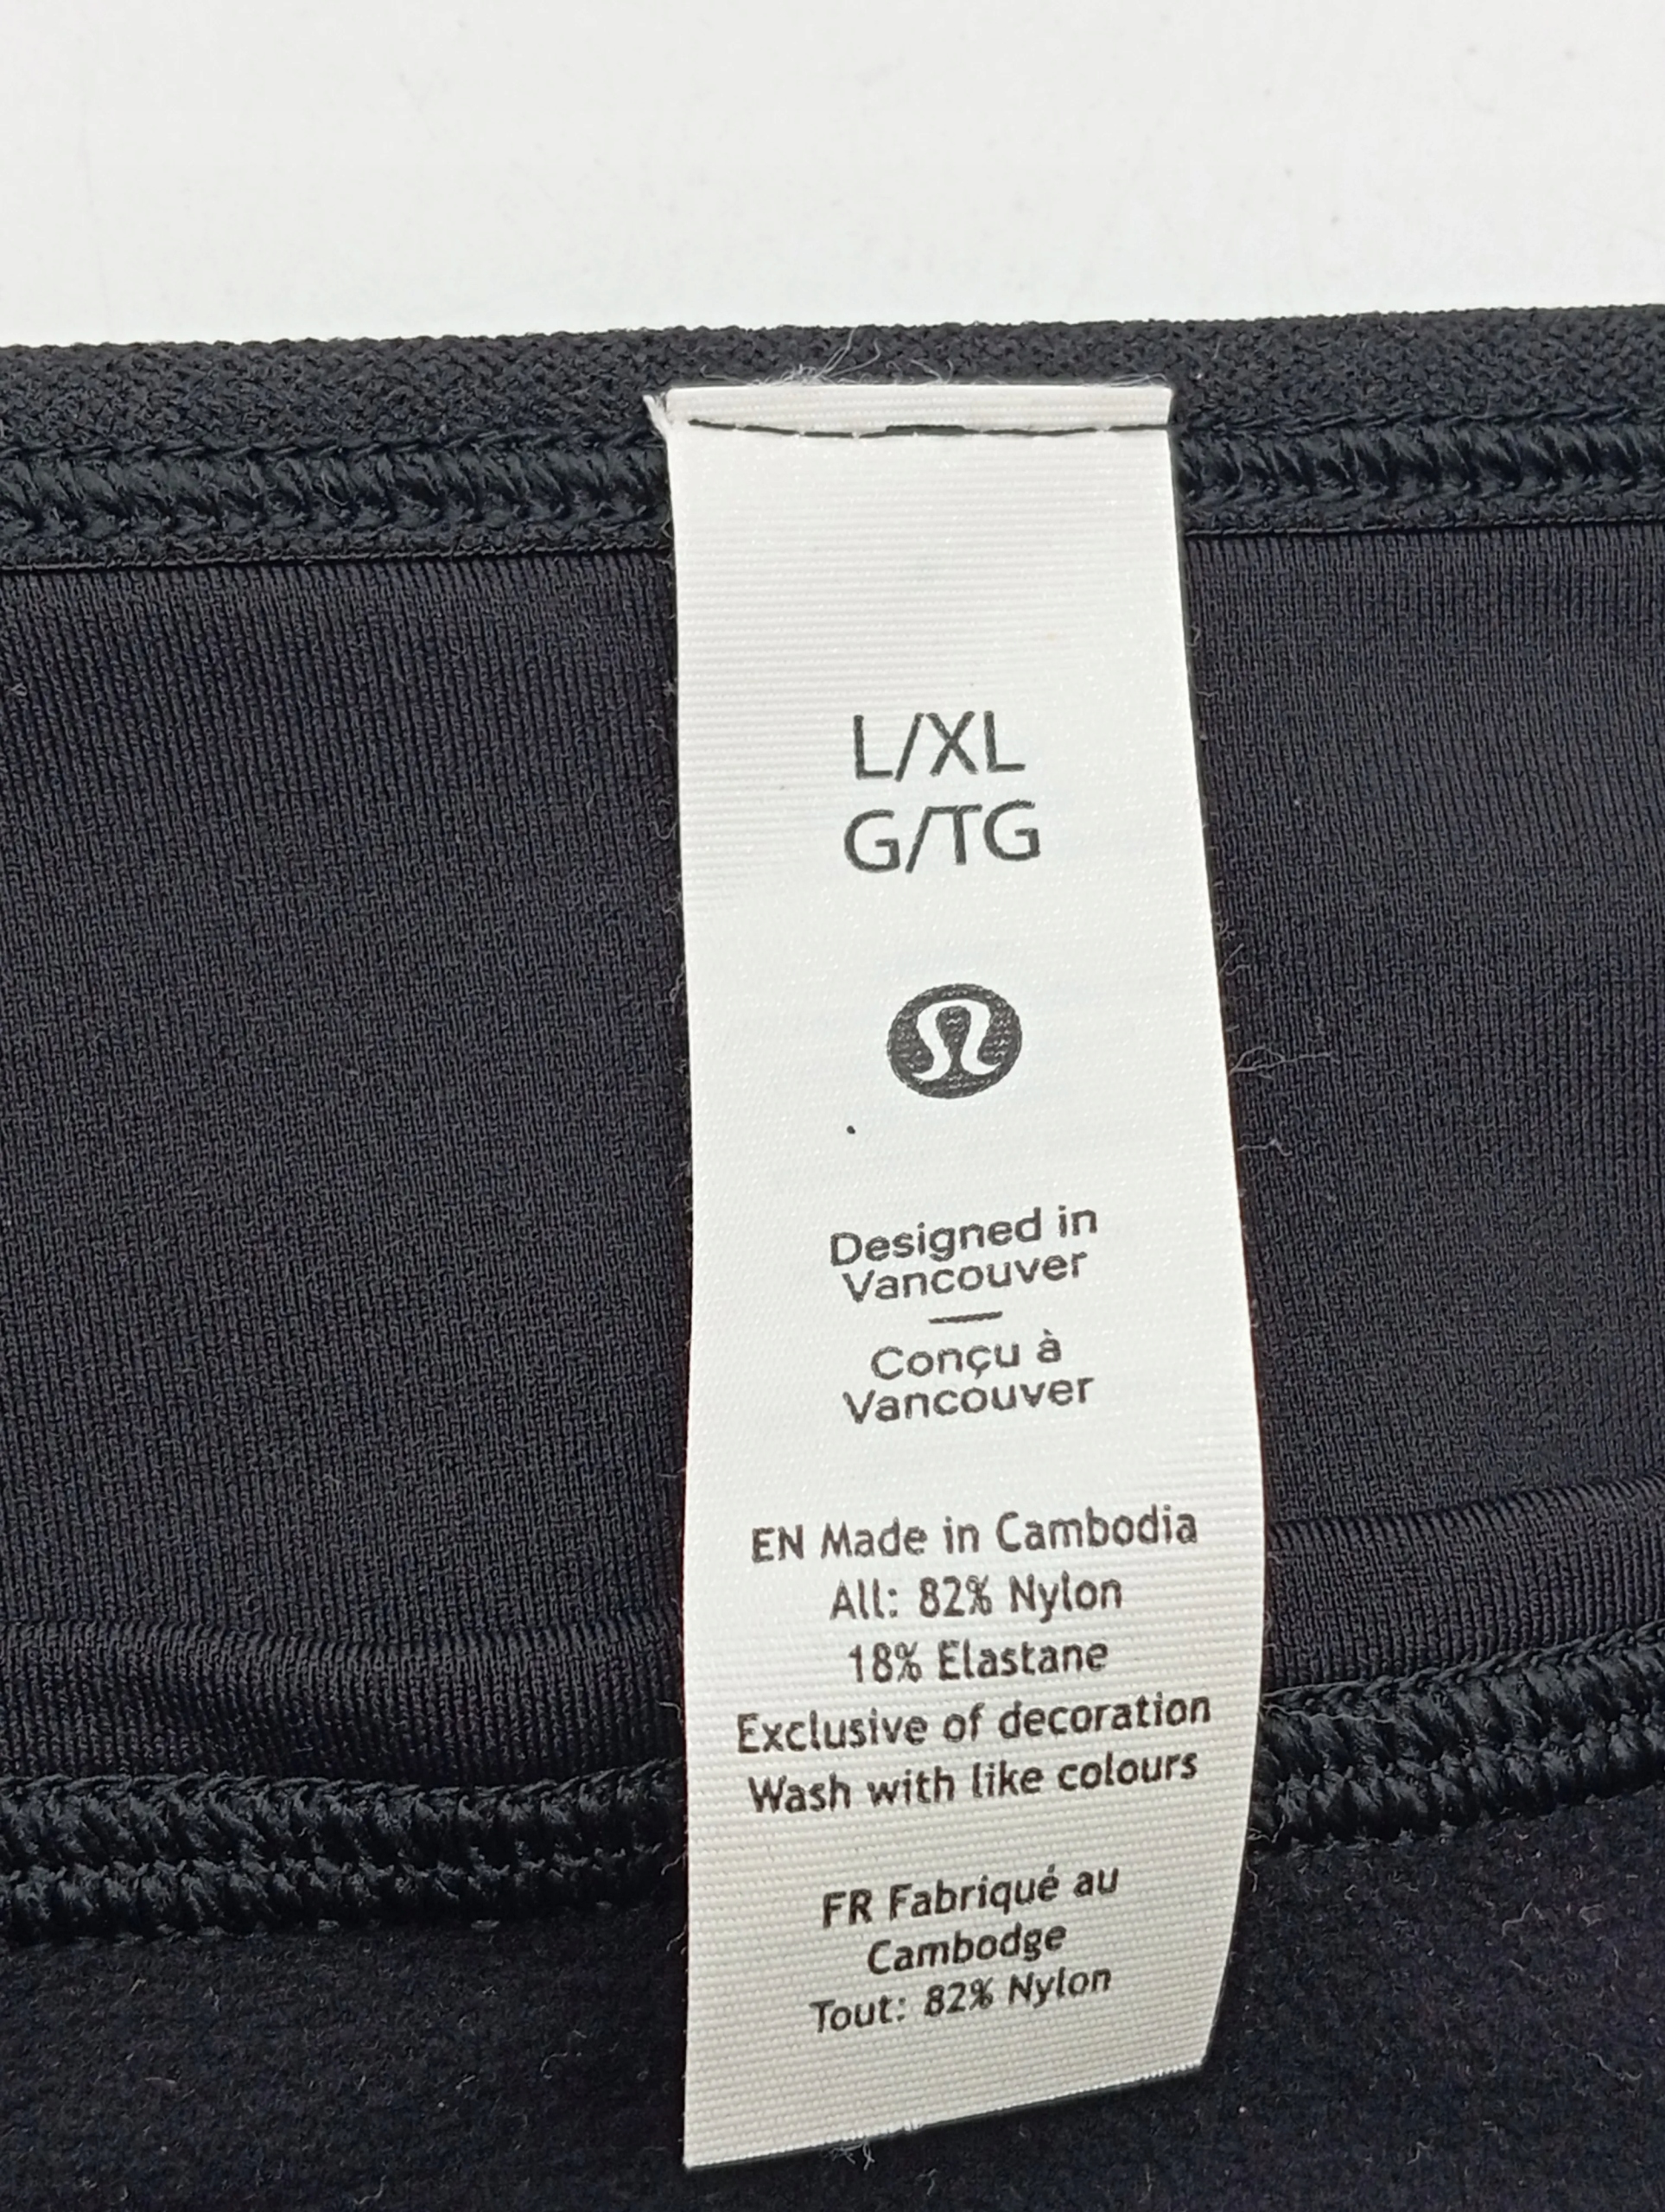 L/XL
G/TG
Designed in
Vancouver
Conçu à
Vancouver
EN Made in Cambodia
All: 82% Nylon
18% Elastane
Exclusive of decoration
Wash with like colours
FR Fabriqué au
Cambodge
Tout: 82% Nylon